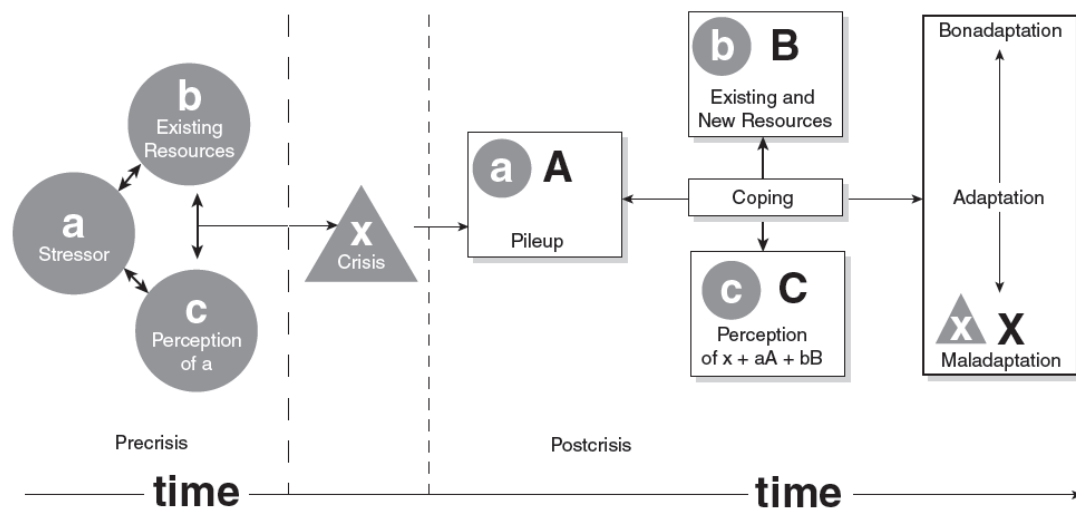 b
Existing
Resources
a
Stressor
c
Perception
of a
x
Crisis
a A
Pileup
b B
Existing and
New Resources
Coping
c C
Perception
of x + aA + bB
Bonadaptation
Adaptation
x X
Maladaptation
Precrisis
Postcrisis
time
time